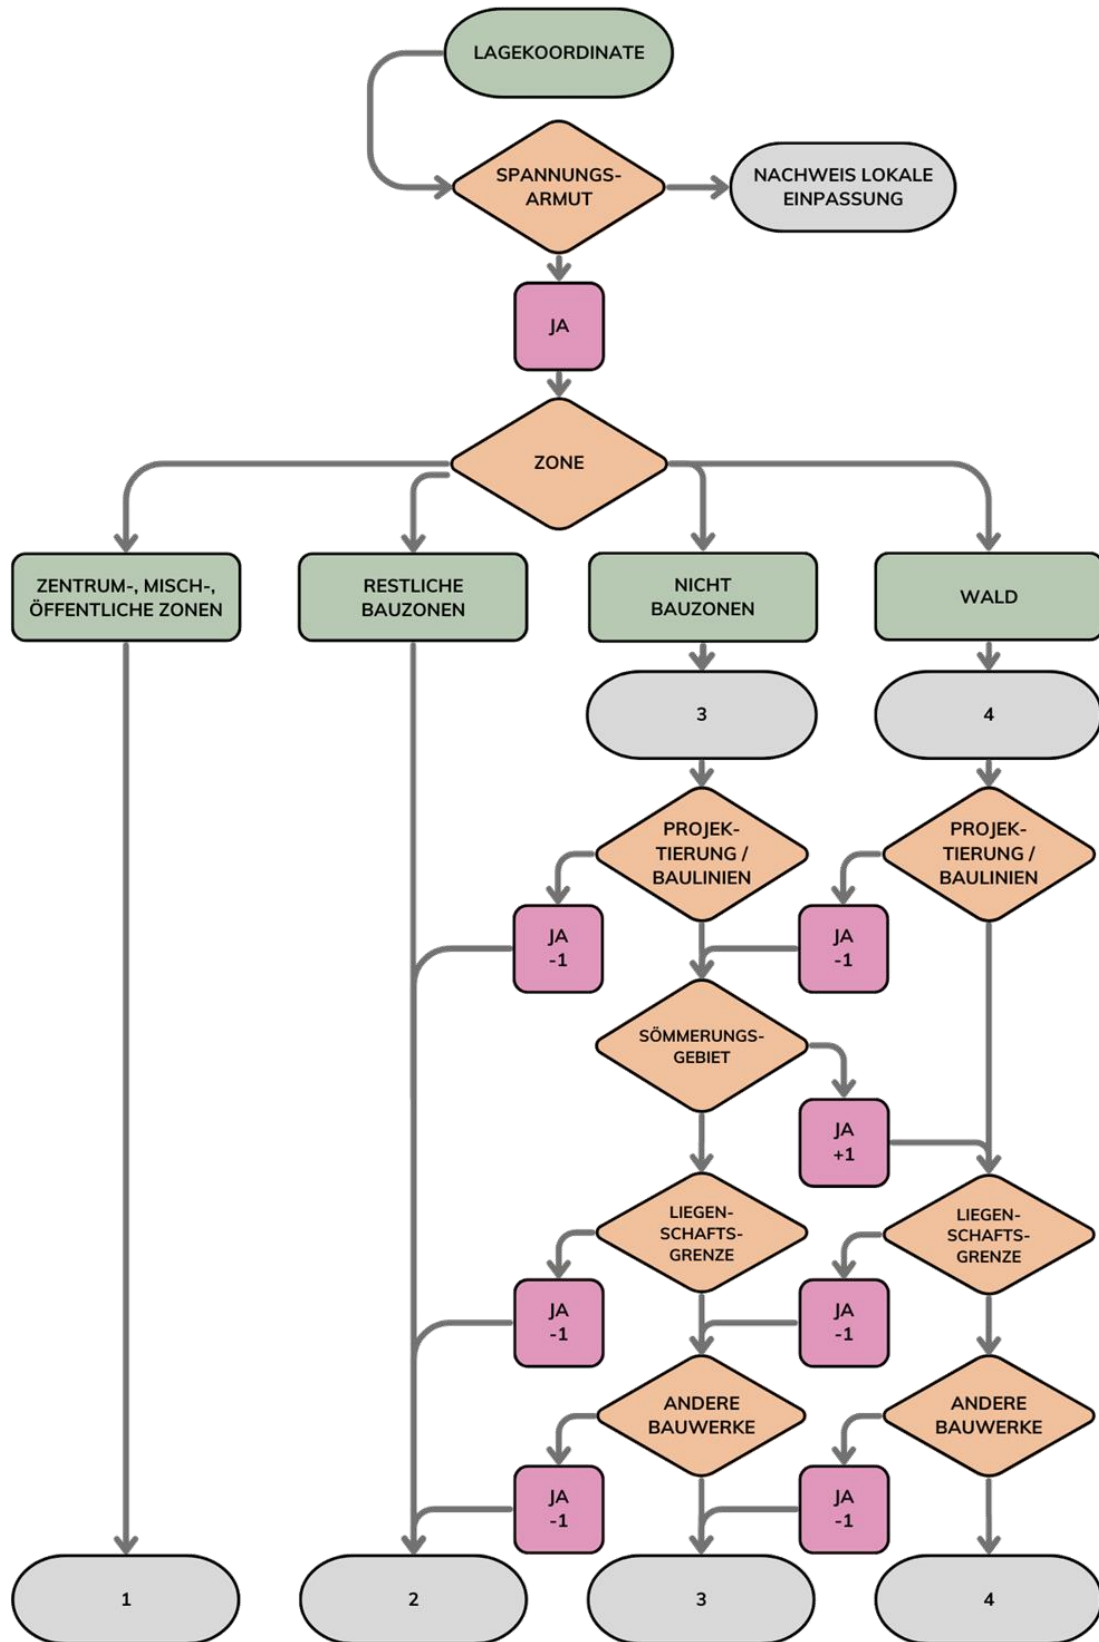 LAGEKOORDINATE
SPANNUNGS-
ARMUT
NACHWEIS LOKALE
EINPASSUNG
JA
ZONE
ZENTRUM-, MISCH-,
ÖFFENTLICHE ZONEN
RESTLICHE
BAUZONEN
NICHT
BAUZONEN
WALD
3
4
PROJEK-
TIERUNG /
BAULINIEN
PROJEK-
TIERUNG /
BAULINIEN
JA
-1
JA
-1
SÖMMERUNGS-
GEBIET
JA
+1
LIEGEN-
SCHAFTS-
GRENZE
LIEGEN-
SCHAFTS-
GRENZE
JA
-1
JA
-1
ANDERE
BAUWERKE
ANDERE
BAUWERKE
JA
-1
JA
-1
1
2
3
4